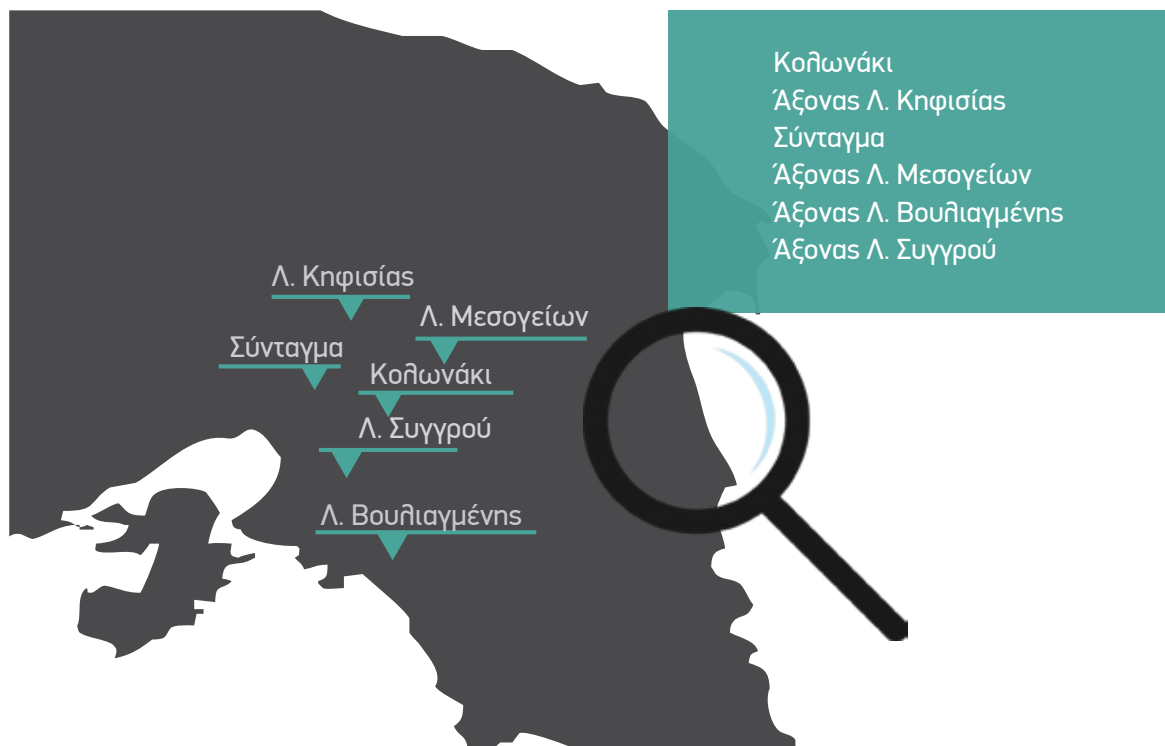 Κολωνάκι
Άξονας Λ. Κηφισίας
Σύνταγμα
Άξονας Λ. Μεσογείων
Άξονας Λ. Βουλιαγμένης
Άξονας Λ. Συγγρού
Λ. Κηφισίας
Λ. Μεσογείων
Σύνταγμα
Κολωνάκι
Λ. Συγγρού
Λ. Βουλιαγμένης